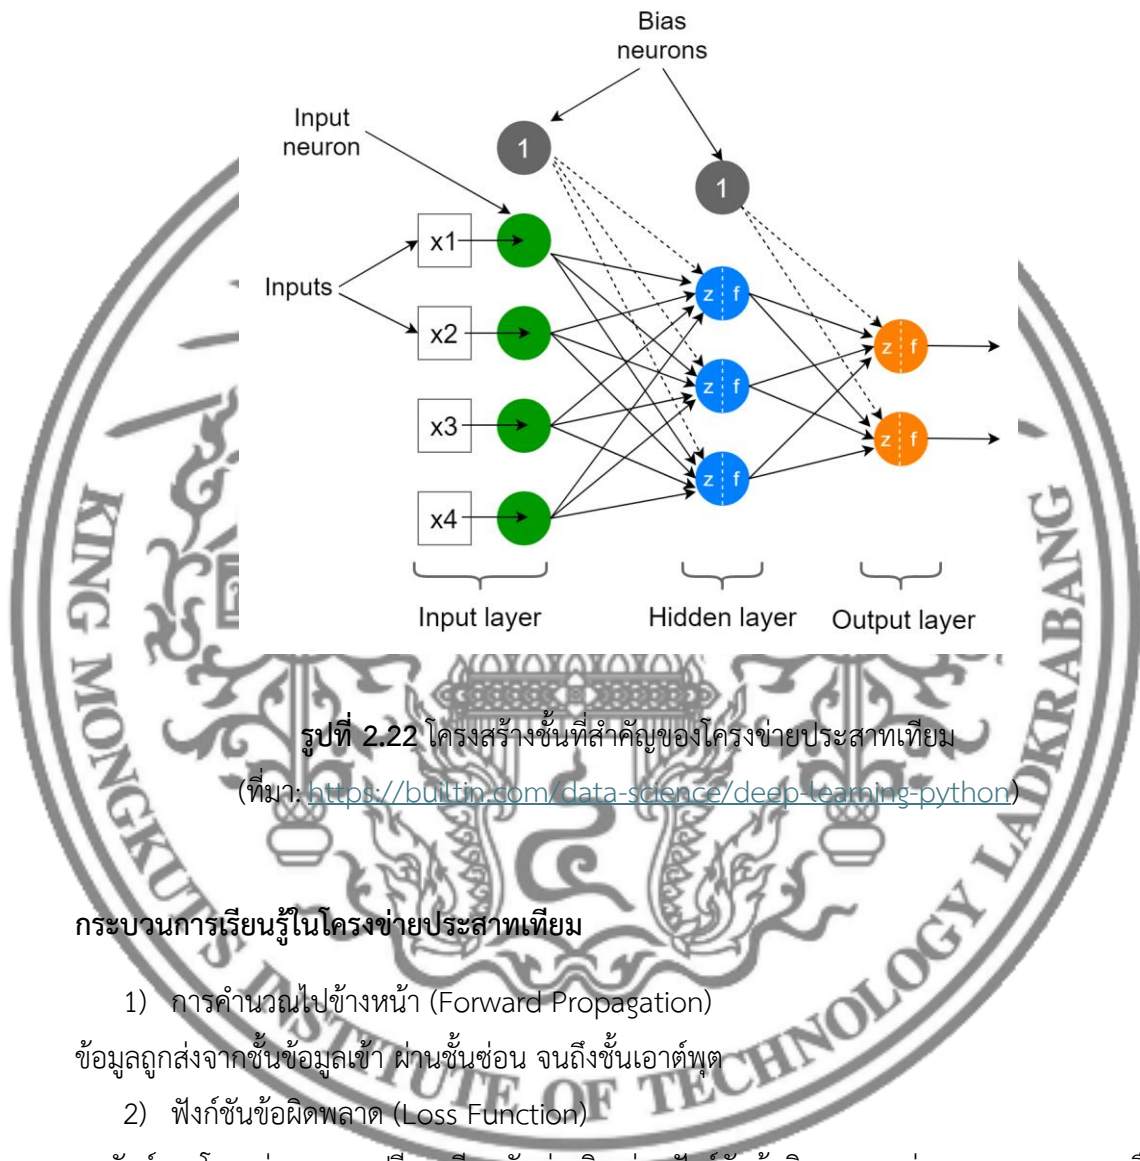 Bias
neurons
Input
neuron
1
1
x1
Inputs
z f
x2
z f
z f
x3
z f
z f
x4
Input layer
Hidden layer
Output layer
รูปที่ 2.22 โครงสร้างชั้นที่สำคัญของโครงข่ายประสาทเทียม
(ที่มา: https://builtin.com/data-science/deep-learning-python)
กระบวนการเรียนรู้ในโครงข่ายประสาทเทียม
1) การคำนวณไปข้างหน้า (Forward Propagation)
ข้อมูลถูกส่งจากชั้นข้อมูลเข้า ผ่านชั้นซ่อน จนถึงชั้นเอาต์พุต
2) ฟังก์ชันข้อผิดพลาด (Loss Function)
KING MONGKUT'S INSTITUTE OF TECHNOLOGY LADKRABANG